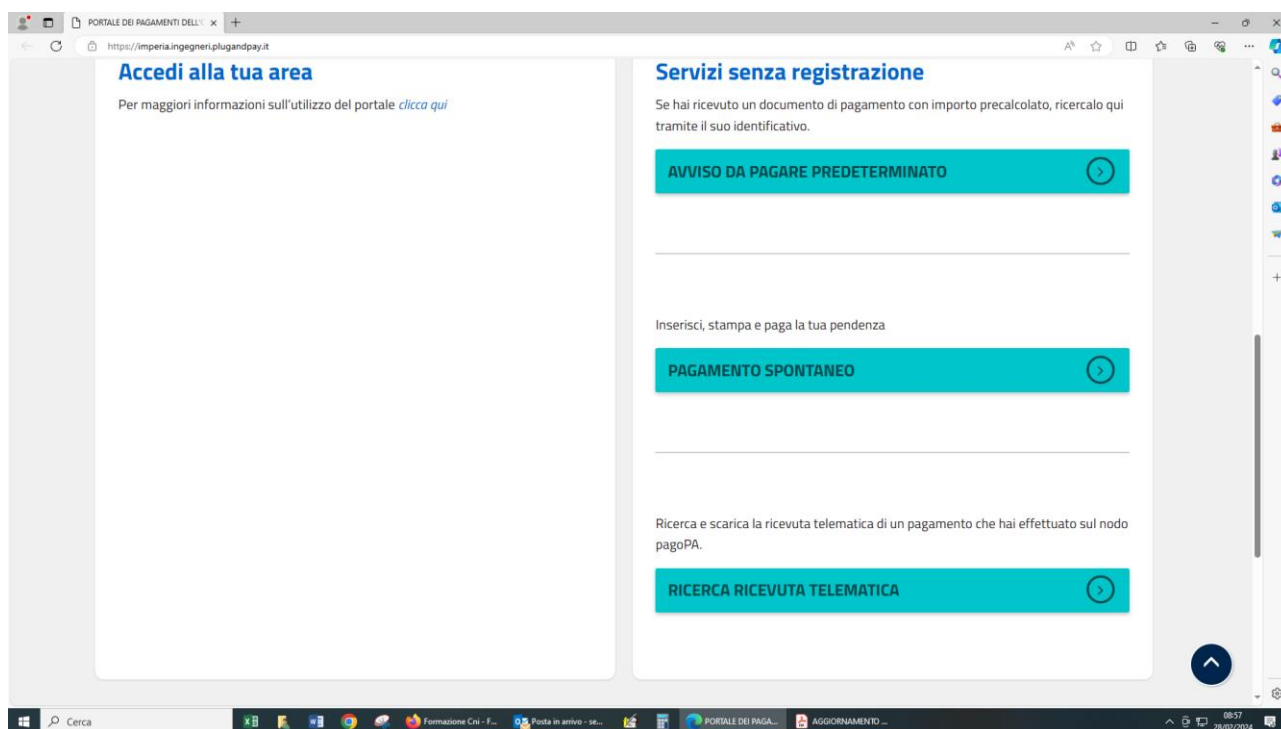 PORTALE DEI PAGAMENTI DELL'
https://imperia.ingegneri.plugandpay.it
Accedi alla tua area
Per maggiori informazioni sull'utilizzo del portale clicca qui
Servizi senza registrazione
Se hai ricevuto un documento di pagamento con importo precalcolato, ricercalo qui
tramite il suo identificativo.
AVVISO DA PAGARE PREDETERMINATO
Inserisci, stampa e paga la tua pendenza
PAGAMENTO SPONTANEO
Ricerca e scarica la ricevuta telematica di un pagamento che hai effettuato sul nodo
pagoPA.
RICERCA RICEVUTA TELEMATICA
Cerca
Formazione Cni - F...
Posta in arrivo - se...
PORTALE DEI PAGA...
AGGIORNAMENTO ...
08:57
28/02/2024